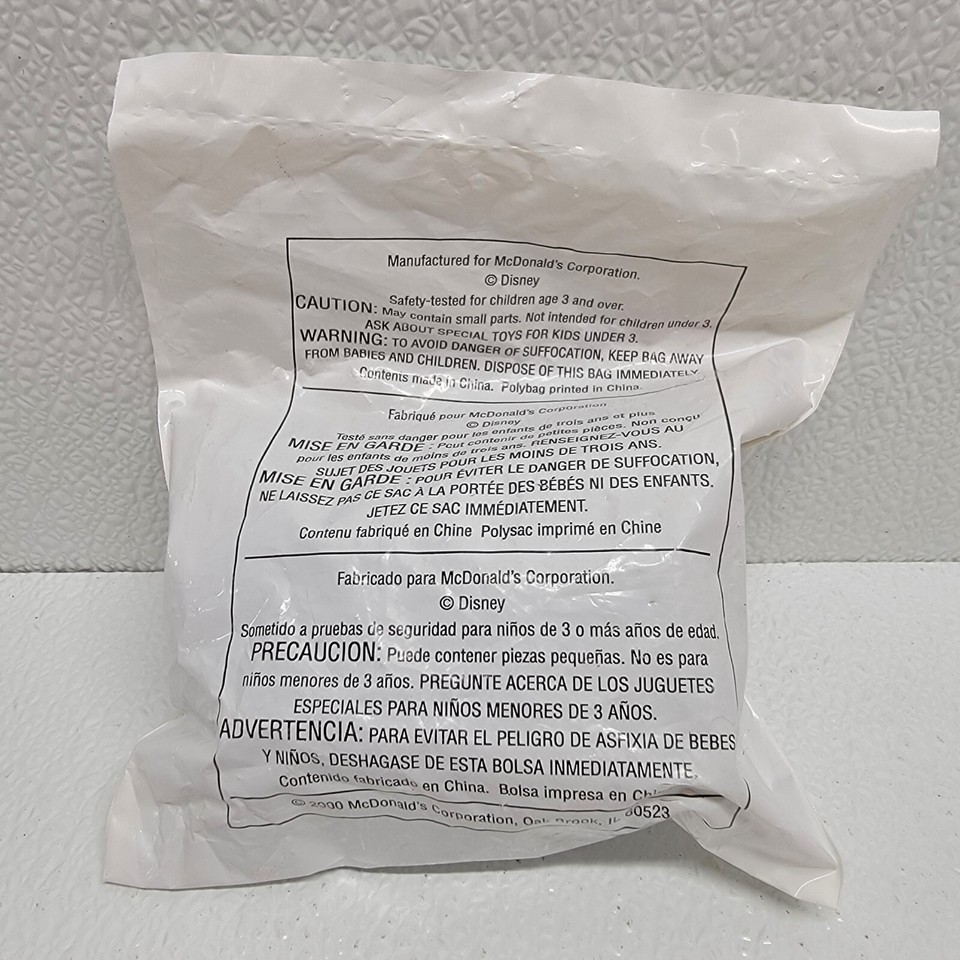 Manufactured for McDonald's Corporation.
© Disney
Safety-tested for children age 3 and over.
CAUTION: May contain small parts. Not intended for children under 3.
ASK ABOUT SPECIAL TOYS FOR KIDS UNDER 3.
WARNING: TO AVOID DANGER OF SUFFOCATION, KEEP BAG AWAY
FROM BABIES AND CHILDREN. DISPOSE OF THIS BAG IMMEDIATELY.
Contents made in China. Polybag printed in China.
Fabriqué pour McDonald's Corporation
© Disney
Testé sans danger pour les enfants de trois ans et plus
MISE EN GARDE : Peut contenir de petites pièces. Non conçu
pour les enfants de moins de trois ans. RENSEIGNEZ-VOUS AU
SUJET DES JOUETS POUR LES MOINS DE TROIS ANS.
MISE EN GARDE : POUR ÉVITER LE DANGER DE SUFFOCATION,
NE LAISSEZ PAS CE SAC À LA PORTÉE DES BÉBÉS NI DES ENFANTS.
JETEZ CE SAC IMMÉDIATEMENT.
Contenu fabriqué en Chine Polysac imprimé en Chine
Fabricado para McDonald's Corporation.
© Disney
Sometido a pruebas de seguridad para niños de 3 o más años de edad.
PRECAUCION: Puede contener piezas pequeñas. No es para
niños menores de 3 años. PREGUNTE ACERCA DE LOS JUGUETES
ESPECIALES PARA NIÑOS MENORES DE 3 AÑOS.
ADVERTENCIA: PARA EVITAR EL PELIGRO DE ASFIXIA DE BEBES
Y NIÑOS, DESHAGASE DE ESTA BOLSA INMEDIATAMENTE.
Contenido fabricado en China. Bolsa impresa en
© 2000 McDonald's Corporation, Oak Brook, IL 60523